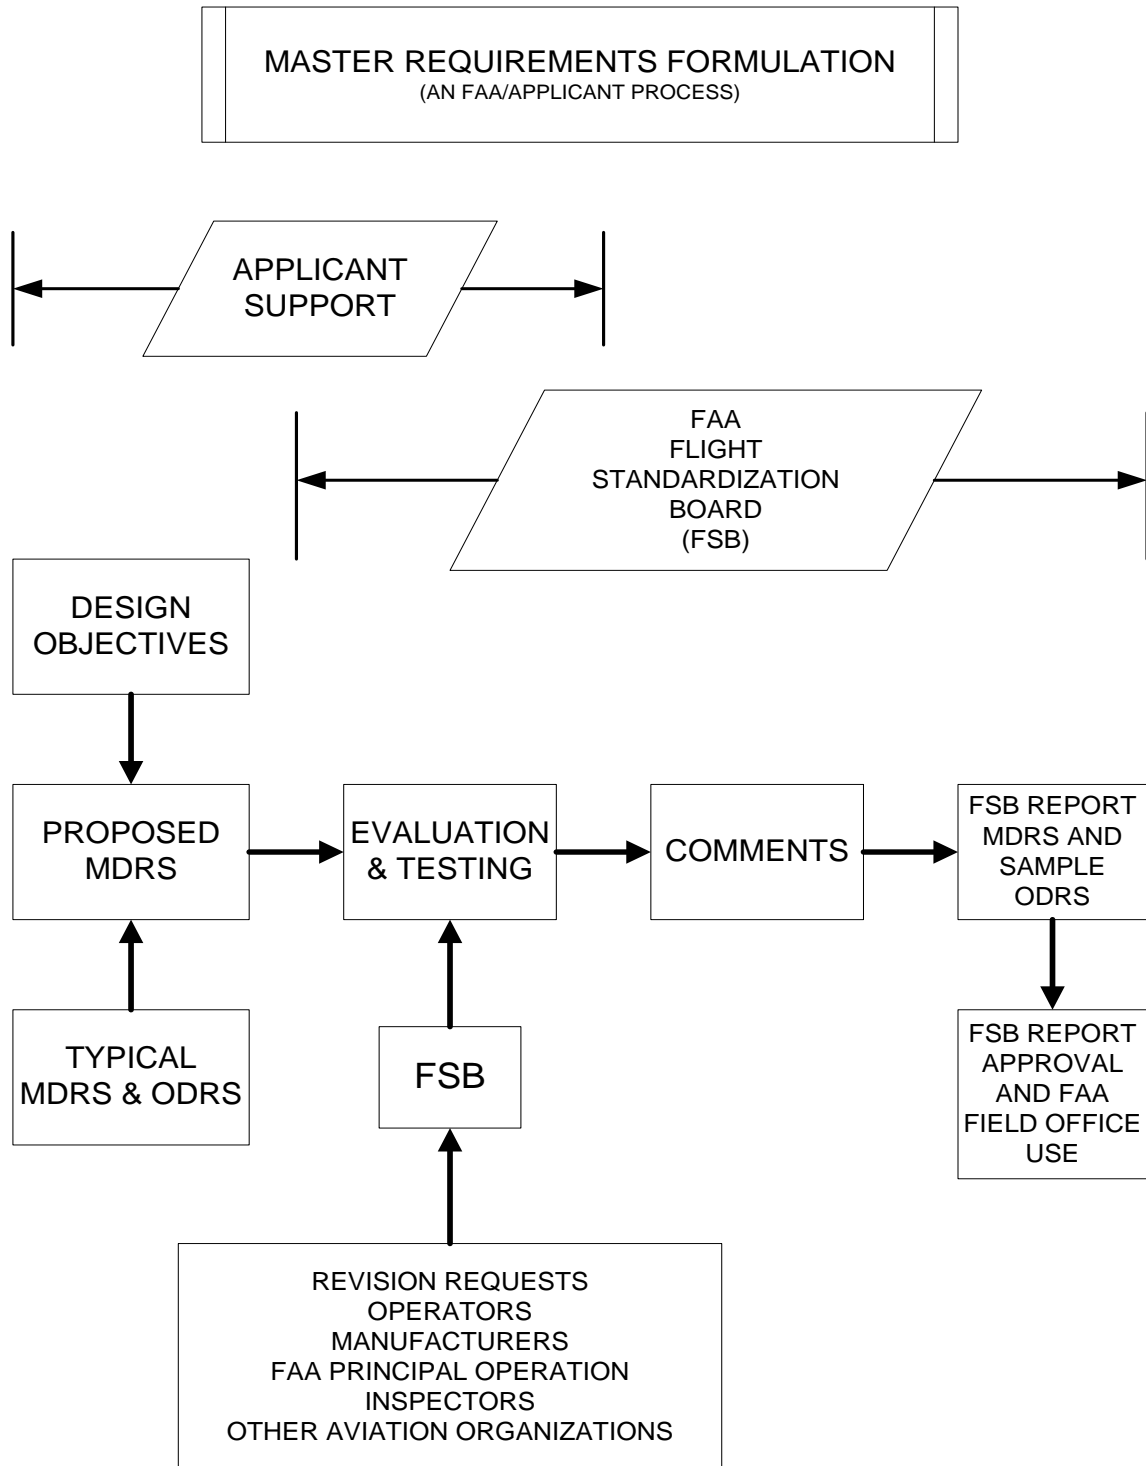 MASTER REQUIREMENTS FORMULATION
(AN FAA/APPLICANT PROCESS)
APPLICANT
SUPPORT
FAA
FLIGHT
STANDARDIZATION
BOARD
(FSB)
DESIGN
OBJECTIVES
PROPOSED
MDRS
EVALUATION
& TESTING
COMMENTS
FSB REPORT
MDRS AND
SAMPLE
ODRS
TYPICAL
MDRS & ODRS
FSB
FSB REPORT
APPROVAL
AND FAA
FIELD OFFICE
USE
REVISION REQUESTS
OPERATORS
MANUFACTURERS
FAA PRINCIPAL OPERATION
INSPECTORS
OTHER AVIATION ORGANIZATIONS